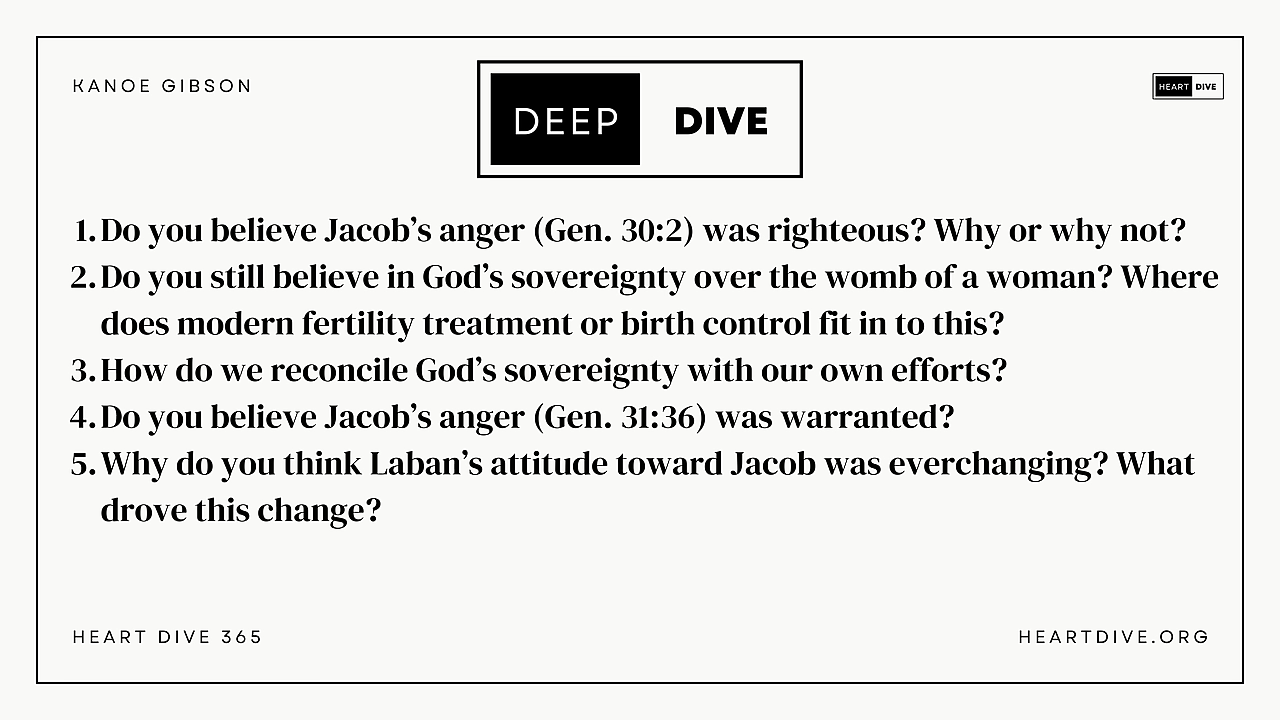 KANOE GIBSON
DEEP DIVE
HEART DIVE
1. Do you believe Jacob’s anger (Gen. 30:2) was righteous? Why or why not?
2. Do you still believe in God’s sovereignty over the womb of a woman? Where
does modern fertility treatment or birth control fit in to this?
3. How do we reconcile God’s sovereignty with our own efforts?
4. Do you believe Jacob’s anger (Gen. 31:36) was warranted?
5. Why do you think Laban’s attitude toward Jacob was everchanging? What
drove this change?
HEART DIVE 365
HEARTDIVE.ORG